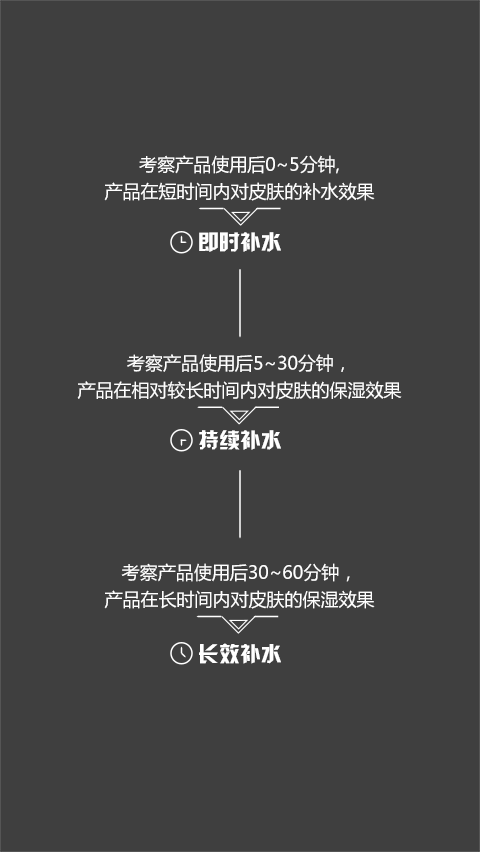 考察产品使用后0~5分钟,
产品在短时间内对皮肤的补水效果
即时补水
考察产品使用后5~30分钟，
产品在相对较长时间内对皮肤的保湿效果
持续补水
考察产品使用后30~60分钟，
产品在长时间内对皮肤的保湿效果
长效补水